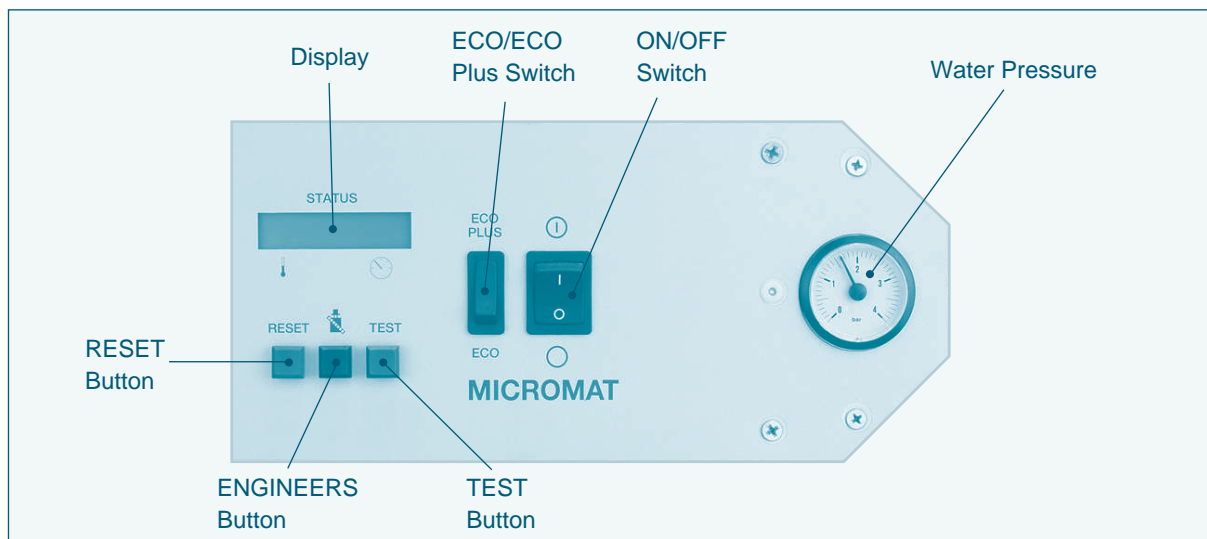 Display
ECO/ECO
Plus Switch
ON/OFF
Switch
Water Pressure
STATUS
ECO
PLUS
I
I
O
ECO
RESET
TEST
MICROMAT
0
1
2
3
4
bar
RESET
Button
ENGINEERS
Button
TEST
Button